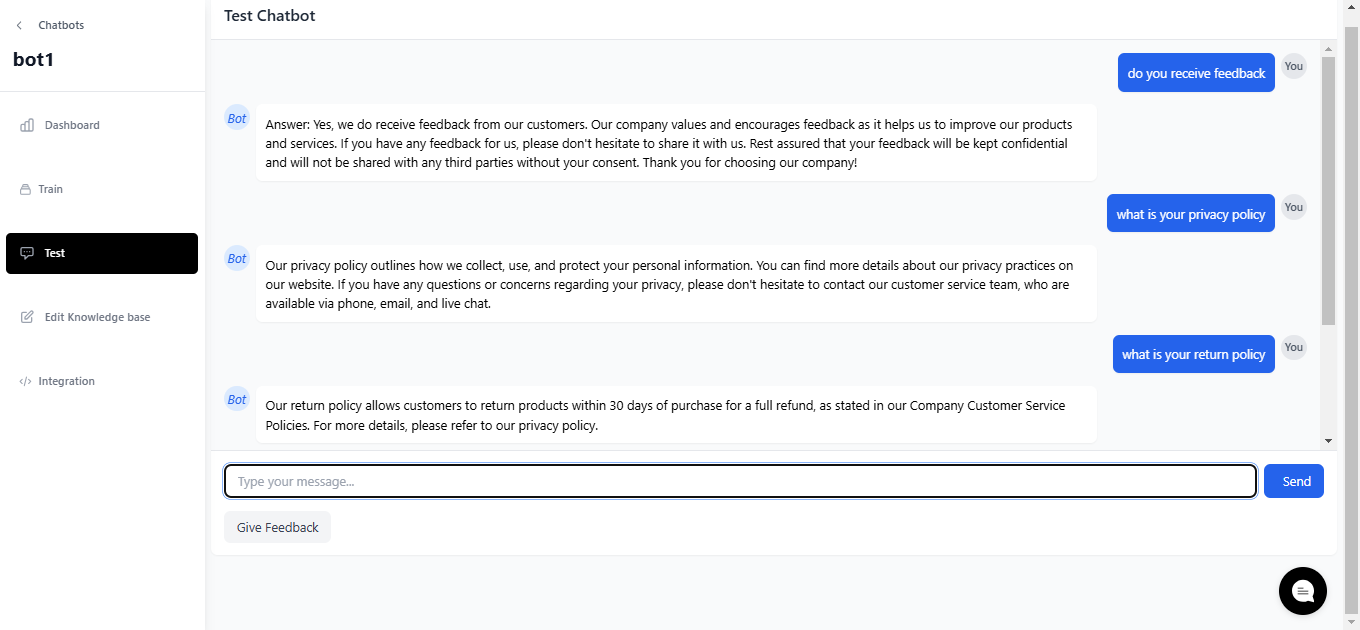 Chatbots
bot1
Dashboard
Train
Test
Edit Knowledge base
Integration
Test Chatbot
do you receive feedback
You
Bot
Answer: Yes, we do receive feedback from our customers. Our company values and encourages feedback as it helps us to improve our products
and services. If you have any feedback for us, please don't hesitate to share it with us. Rest assured that your feedback will be kept confidential
and will not be shared with any third parties without your consent. Thank you for choosing our company!
what is your privacy policy
You
Bot
Our privacy policy outlines how we collect, use, and protect your personal information. You can find more details about our privacy practices on
our website. If you have any questions or concerns regarding your privacy, please don't hesitate to contact our customer service team, who are
available via phone, email, and live chat.
what is your return policy
You
Bot
Our return policy allows customers to return products within 30 days of purchase for a full refund, as stated in our Company Customer Service
Policies. For more details, please refer to our privacy policy.
Type your message...
Send
Give Feedback